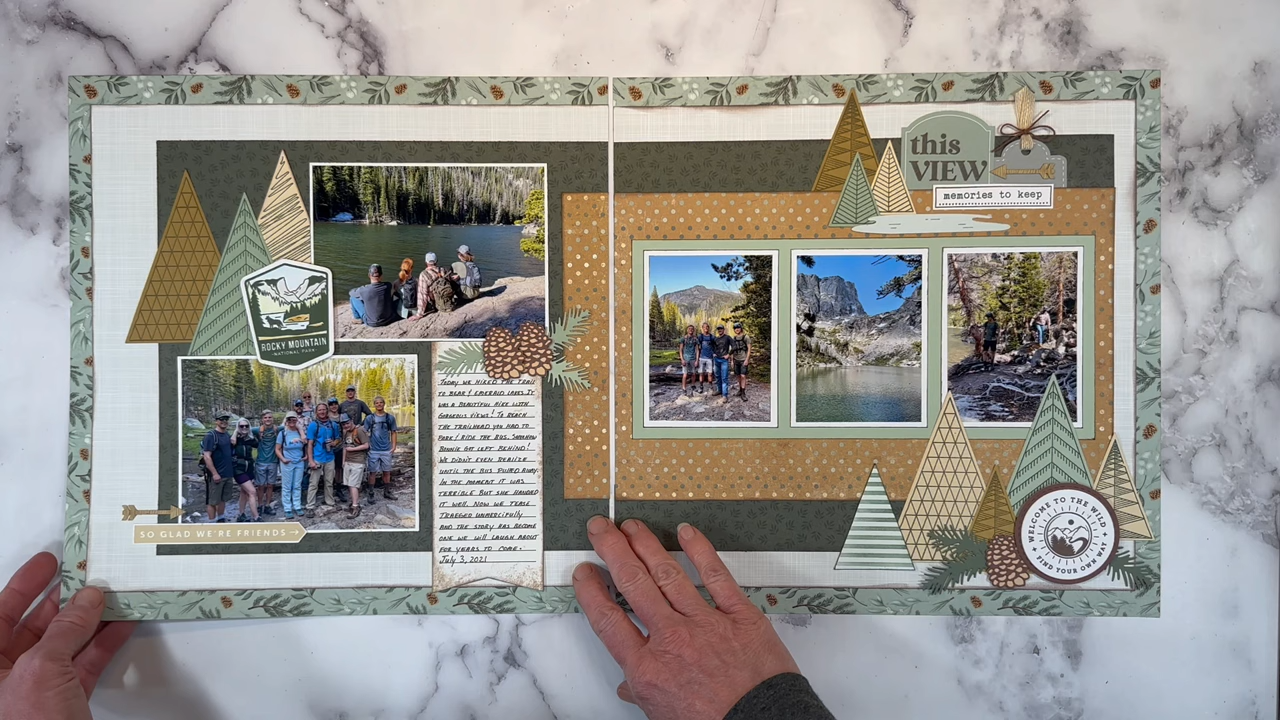 this
VIEW
memories to keep
ROCKY MOUNTAIN
NATIONAL PARK
TODAY WE HIKED THE TRAIL
TO BEAR / EMERALD LAKES. IT
WAS A BEAUTIFUL HIKE WITH
GORGEOUS VIEWS! TO REACH
THE TRAILHEAD YOU HAD TO
PARK / RIDE THE BUS. SOMEHOW
BONNIE GOT LEFT BEHIND!
WE DIDN'T EVEN REALIZE
UNTIL THE BUS PULLED AWAY.
IN THE MOMENT IT WAS
TERRIBLE BUT SHE HANDLED
IT WELL. NOW WE TEASE
UNMERCIFULLY
AND THE STORY HAS BECOME
ONE WE WILL LAUGH ABOUT
FOR YEARS TO COME.
July 3, 2021
SO GLAD WE'RE FRIENDS
WELCOME TO THE WILD
FIND YOUR OWN WAY